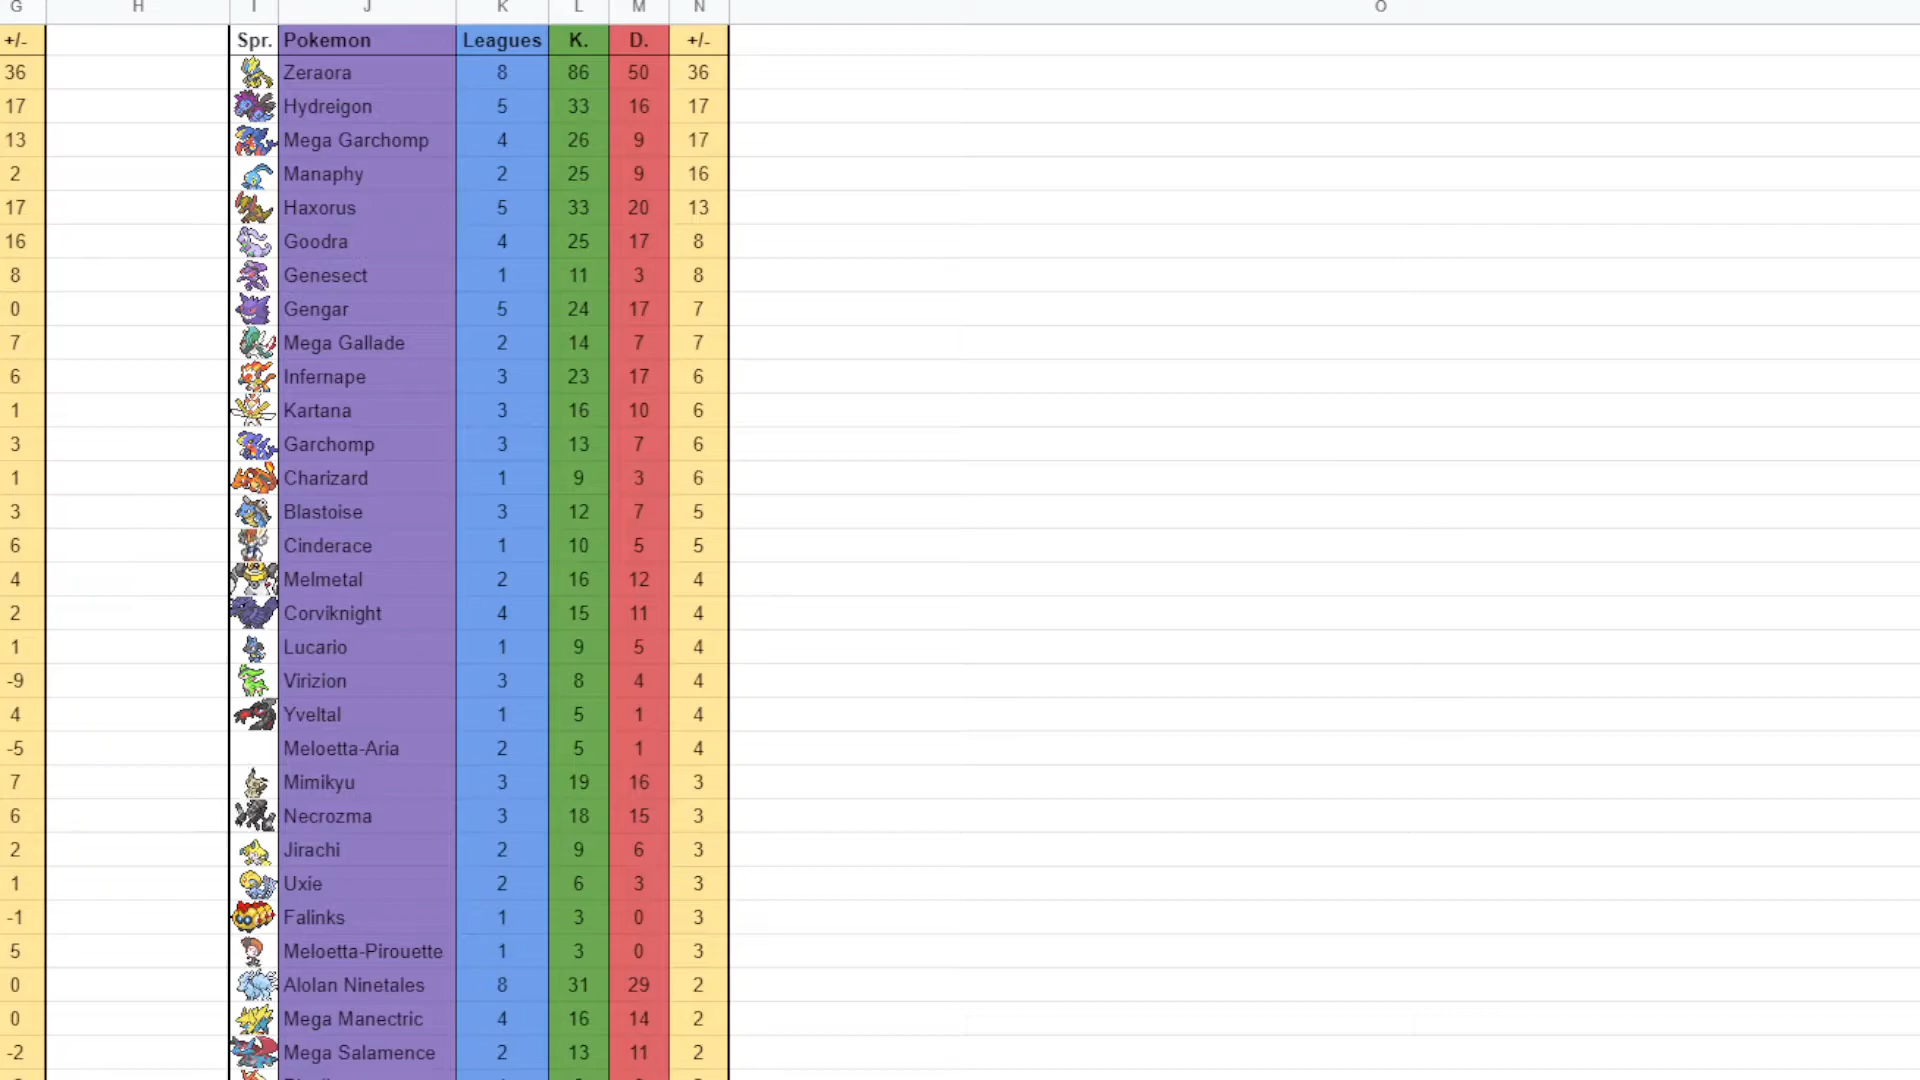 G H I J K L M N O
+/- Spr. Pokemon Leagues K. D. +/-
36 Zeraora 8 86 50 36
17 Hydreigon 5 33 16 17
13 Mega Garchomp 4 26 9 17
2 Manaphy 2 25 9 16
17 Haxorus 5 33 20 13
16 Goodra 4 25 17 8
8 Genesect 1 11 3 8
0 Gengar 5 24 17 7
7 Mega Gallade 2 14 7 7
6 Infernape 3 23 17 6
1 Kartana 3 16 10 6
3 Garchomp 3 13 7 6
1 Charizard 1 9 3 6
3 Blastoise 3 12 7 5
6 Cinderace 1 10 5 5
4 Melmetal 2 16 12 4
2 Corviknight 4 15 11 4
1 Lucario 1 9 5 4
-9 Virizion 3 8 4 4
4 Yveltal 1 5 1 4
-5 Meloetta-Aria 2 5 1 4
7 Mimikyu 3 19 16 3
6 Necrozma 3 18 15 3
2 Jirachi 2 9 6 3
1 Uxie 2 6 3 3
-1 Falinks 1 3 0 3
5 Meloetta-Pirouette 1 3 0 3
0 Alolan Ninetales 8 31 29 2
0 Mega Manectric 4 16 14 2
-2 Mega Salamence 2 13 11 2